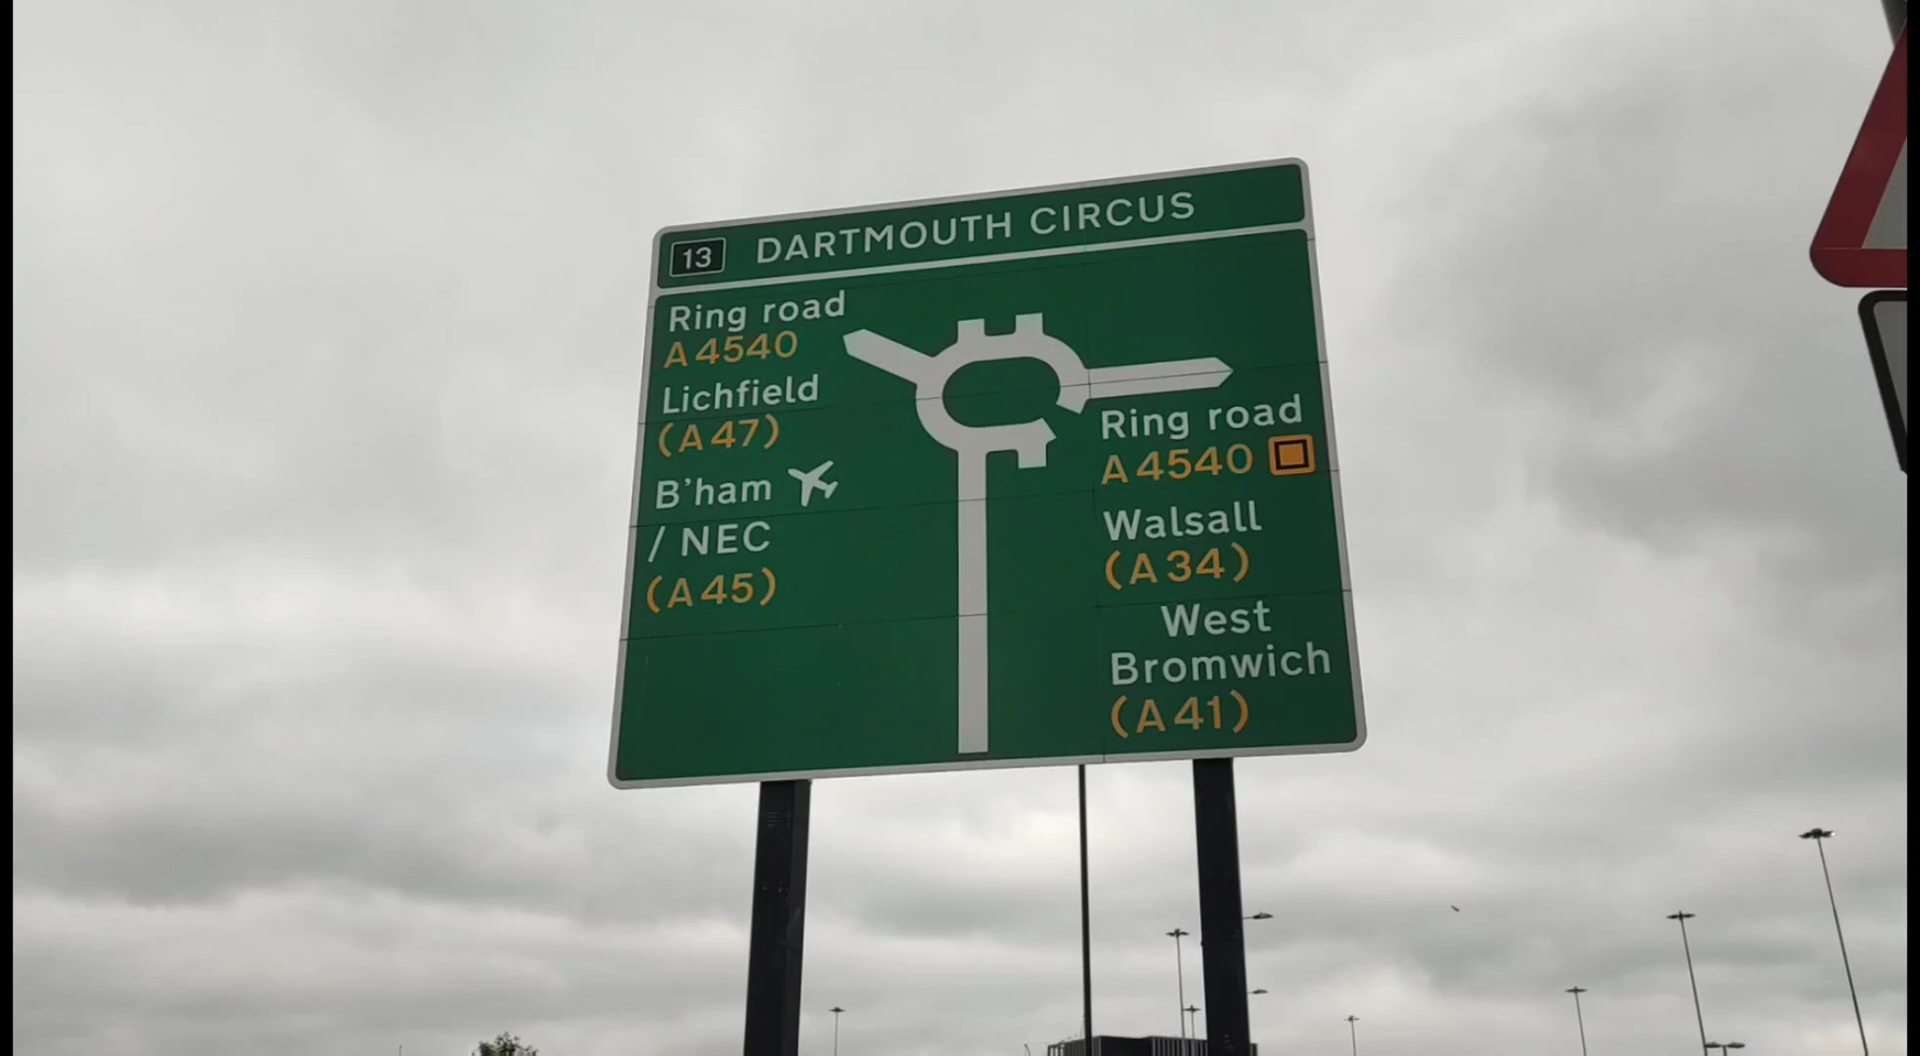 13 DARTMOUTH CIRCUS
Ring road
A4540
Lichfield
(A47)
B'ham
/ NEC
(A45)
Ring road
A4540
Walsall
(A34)
West
Bromwich
(A41)